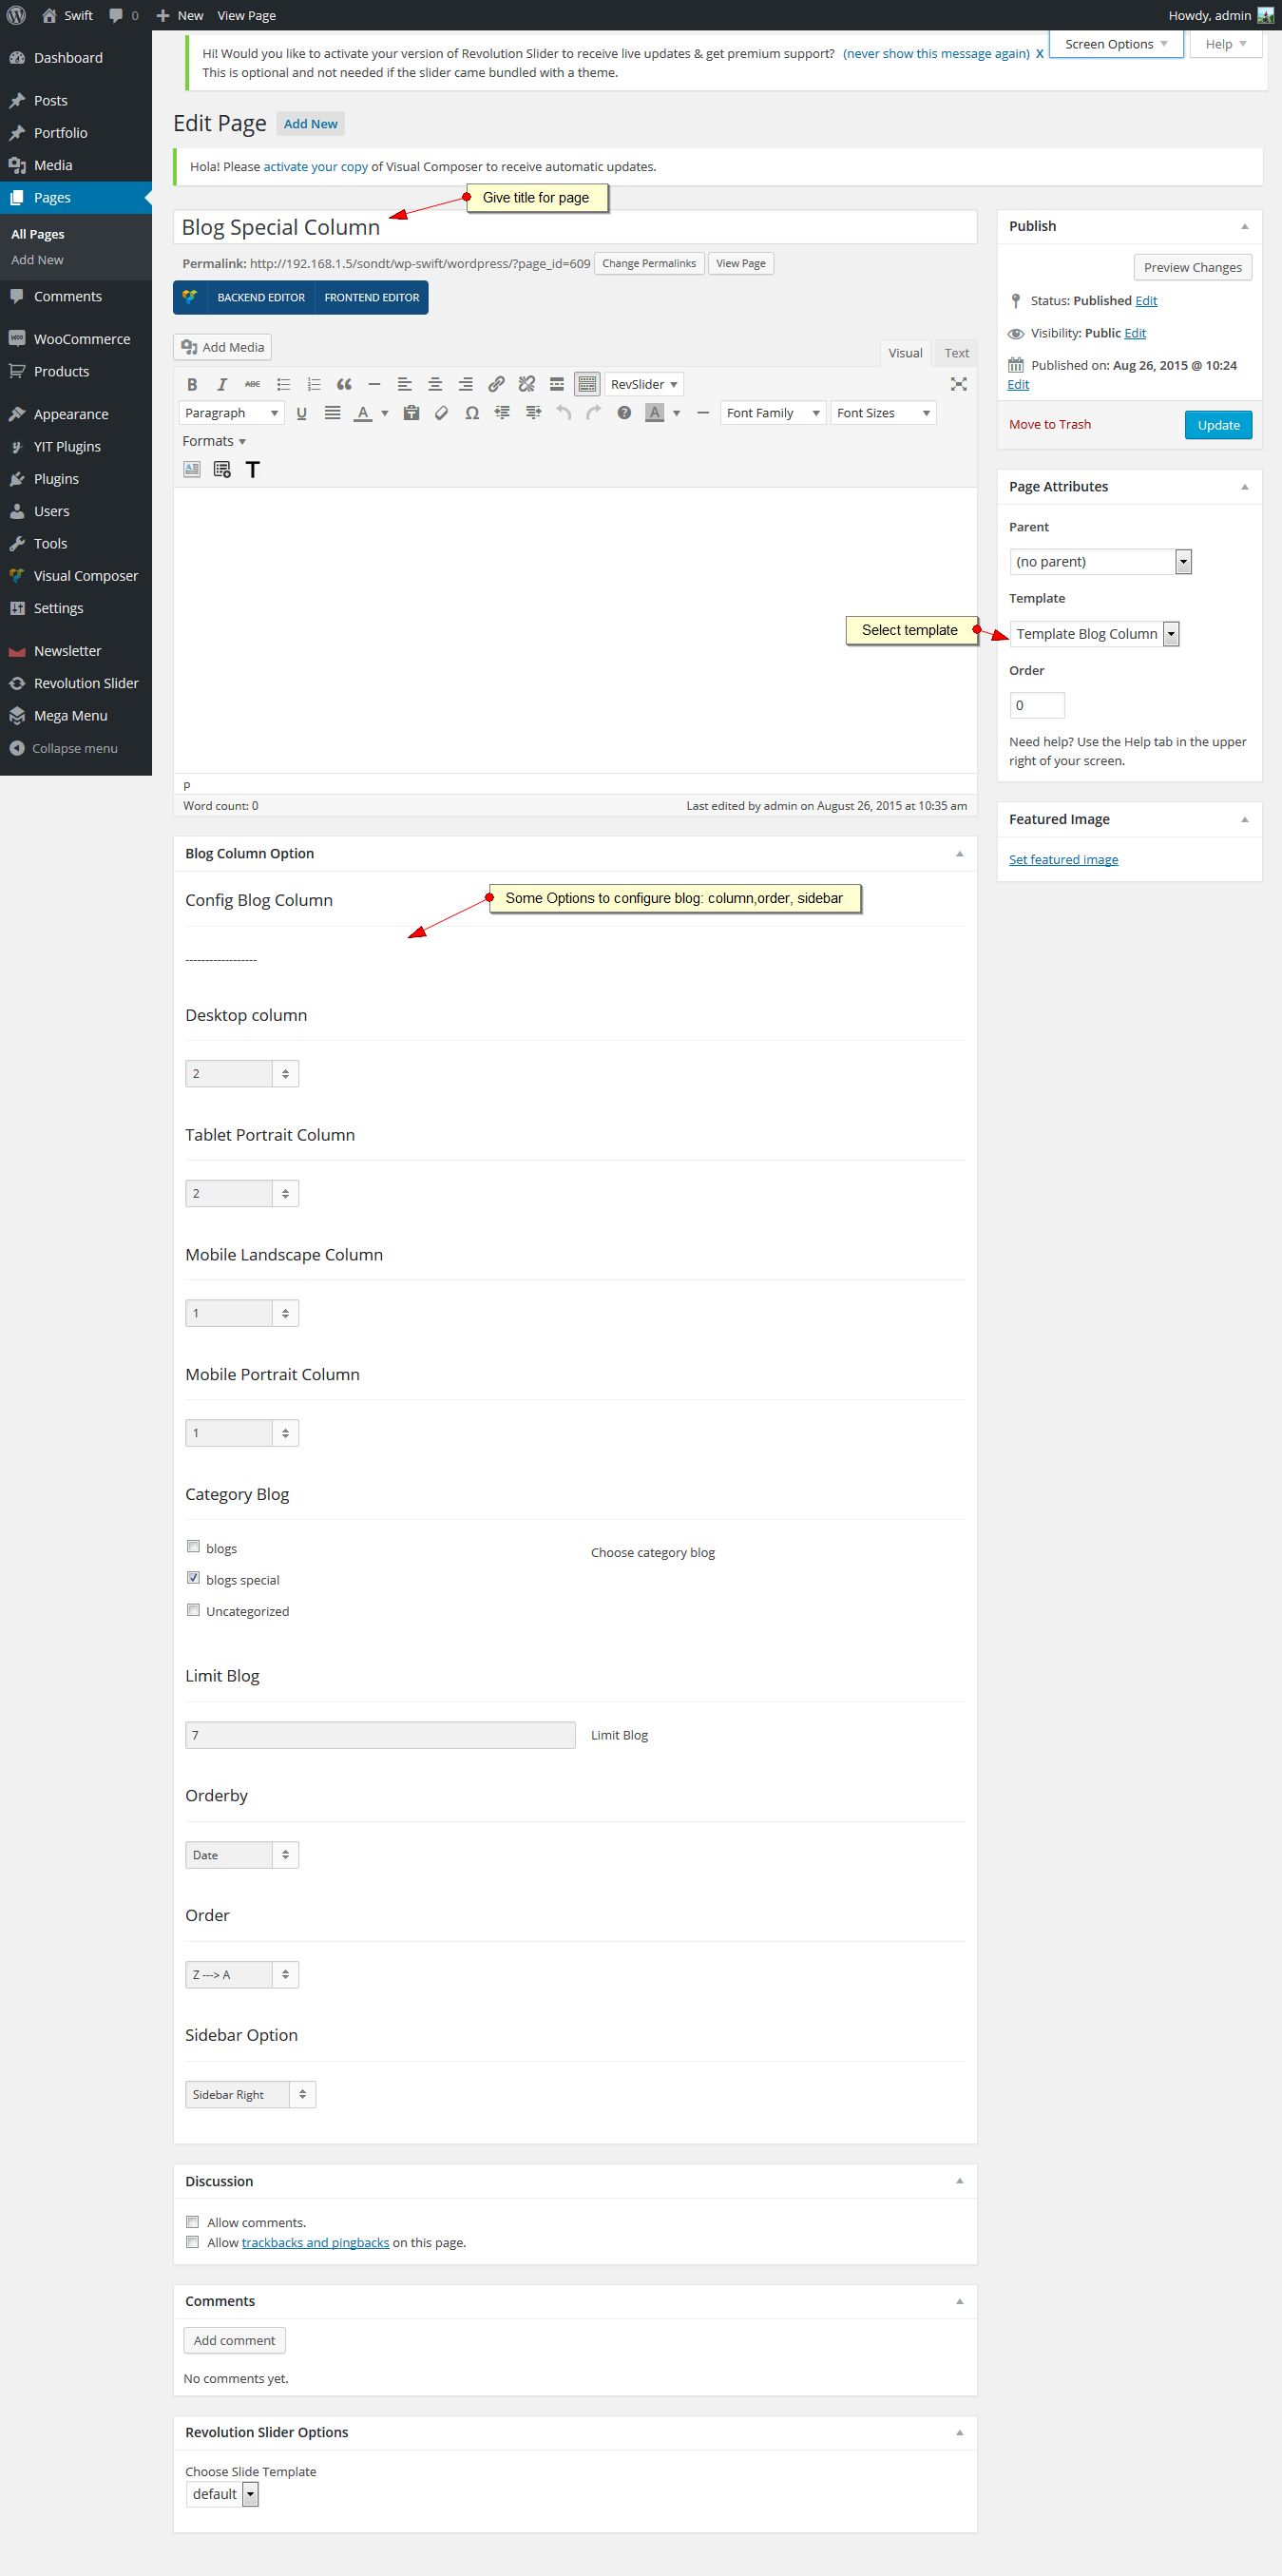 Swift 0 New View Page Howdy, admin
Dashboard
Posts
Portfolio
Media
Pages
All Pages
Add New
Comments
WooCommerce
Products
Appearance
YIT Plugins
Plugins
Users
Tools
Visual Composer
Settings
Newsletter
Revolution Slider
Mega Menu
Collapse menu
Hi! Would you like to activate your version of Revolution Slider to receive live updates & get premium support? (never show this message again) X
This is optional and not needed if the slider came bundled with a theme.
Screen Options Help
Edit Page Add New
Hola! Please activate your copy of Visual Composer to receive automatic updates.
Give title for page
Blog Special Column
Permalink: http://192.168.1.5/sondt/wp-swift/wordpress/?page_id=609 Change Permalinks View Page
BACKEND EDITOR FRONTEND EDITOR
Add Media
Visual Text
B I ABC RevSlider
Paragraph U A A Font Family Font Sizes
Formats
T
p
Word count: 0 Last edited by admin on August 26, 2015 at 10:35 am
Publish
Preview Changes
Status: Published Edit
Visibility: Public Edit
Published on: Aug 26, 2015 @ 10:24
Edit
Move to Trash Update
Page Attributes
Parent
(no parent)
Template
Select template
Template Blog Column
Order
0
Need help? Use the Help tab in the upper
right of your screen.
Featured Image
Set featured image
Blog Column Option
Config Blog Column
Some Options to configure blog: column,order, sidebar
------------------
Desktop column
2
Tablet Portrait Column
2
Mobile Landscape Column
1
Mobile Portrait Column
1
Category Blog
blogs
Choose category blog
blogs special
Uncategorized
Limit Blog
7 Limit Blog
Orderby
Date
Order
Z ---> A
Sidebar Option
Sidebar Right
Discussion
Allow comments.
Allow trackbacks and pingbacks on this page.
Comments
Add comment
No comments yet.
Revolution Slider Options
Choose Slide Template
default